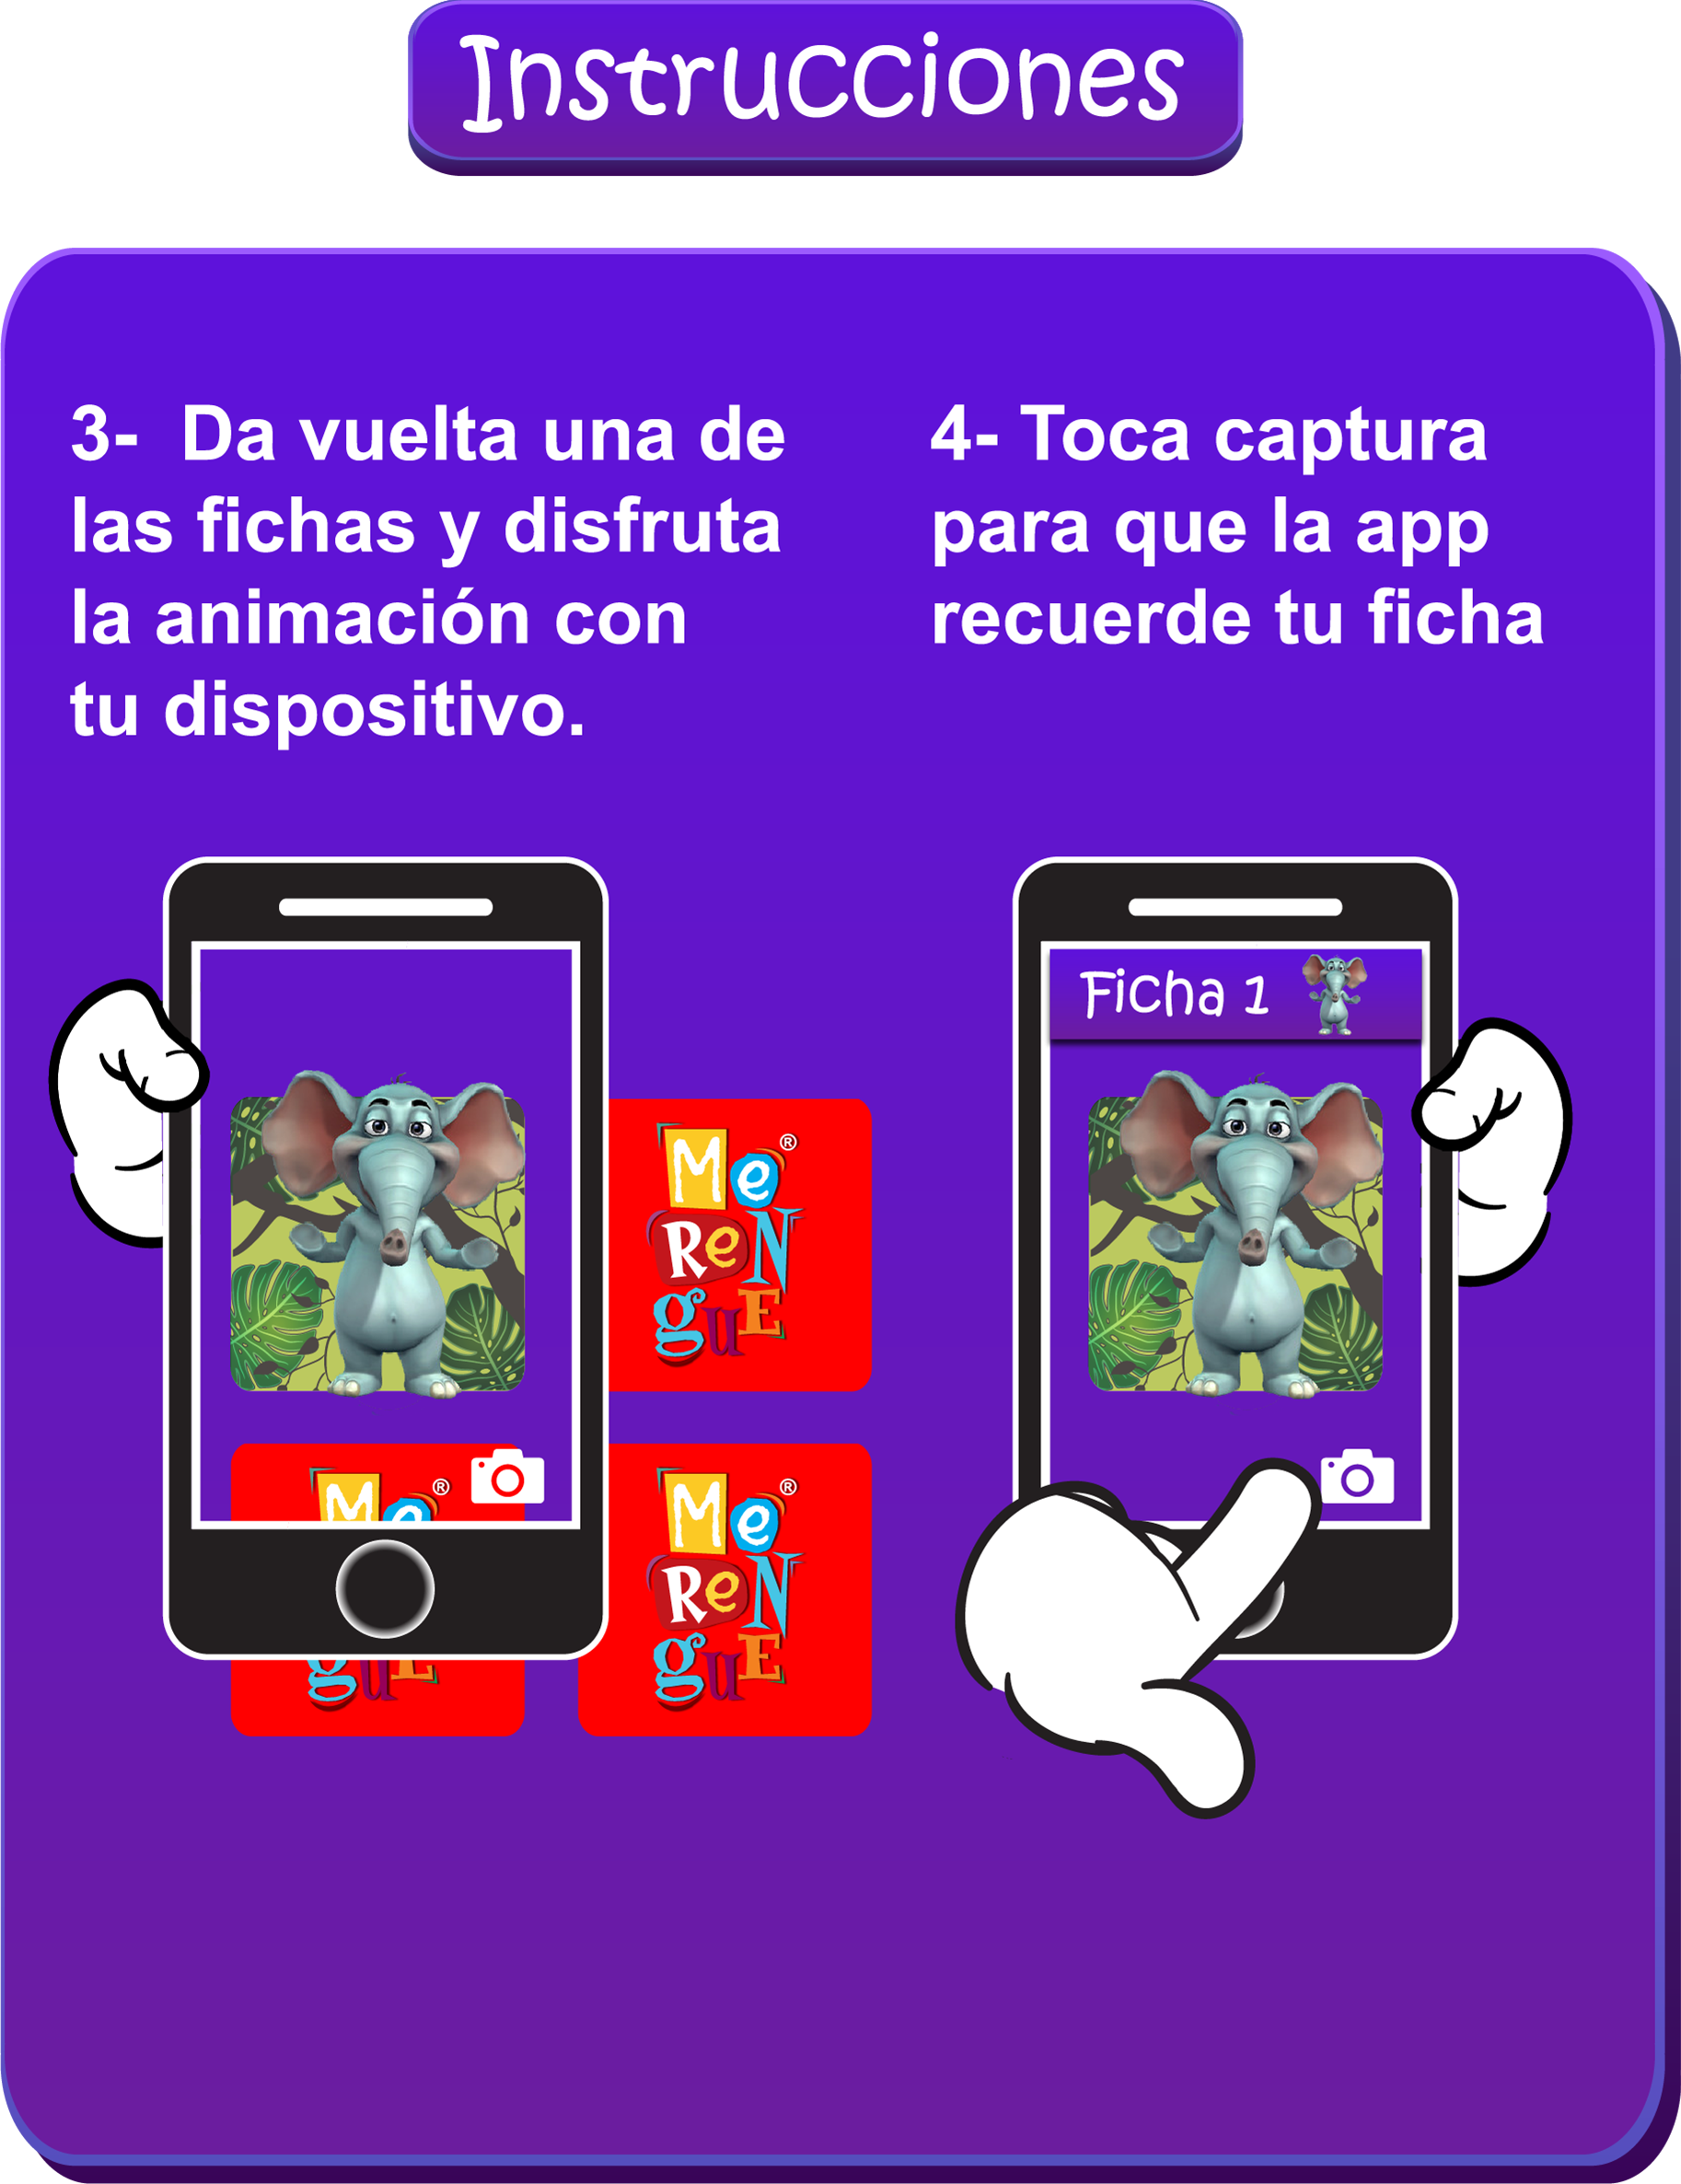 Instrucciones
3- Da vuelta una de
las fichas y disfruta
la animación con
tu dispositivo.
4- Toca captura
para que la app
recuerde tu ficha
Ficha 1
Me®
ReN
guE
Me®
guE
Me®
ReN
guE